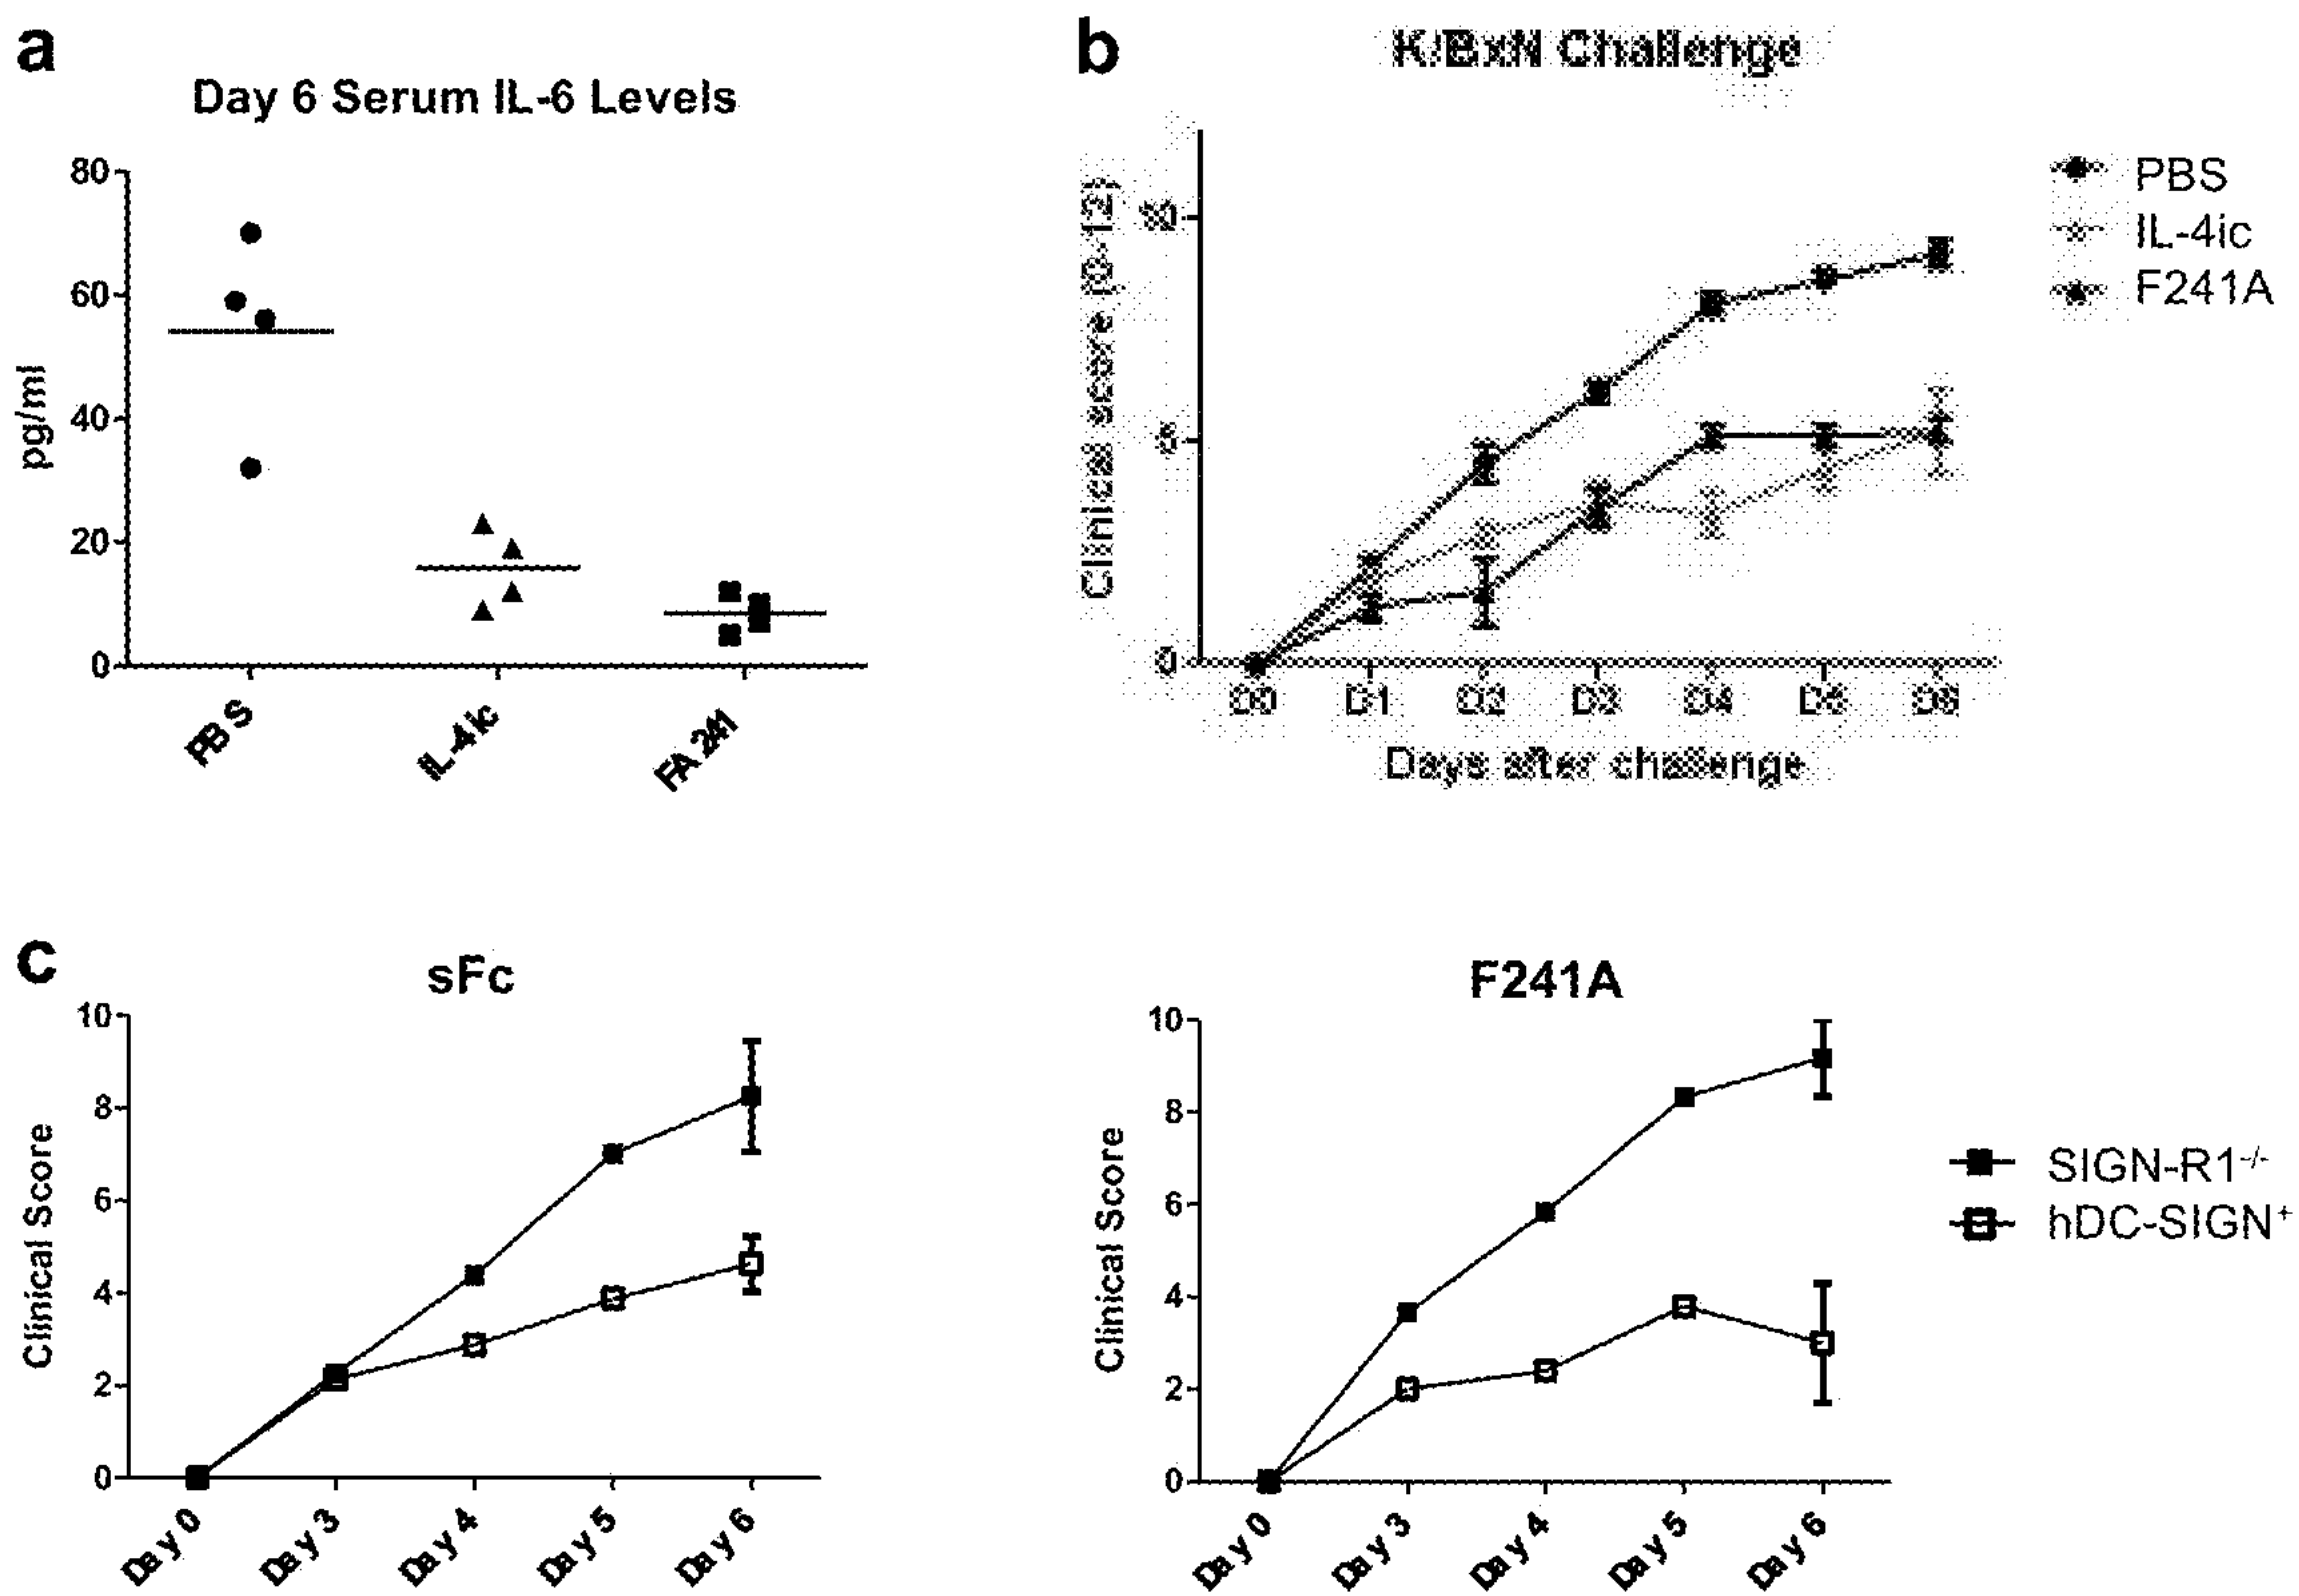 a
Day 6 Serum IL-6 Levels
80
60
40
20
0
pg/ml
PBS
IL-4ic
FA241
b
K/BxN Challenge
Clinical score [0-12]
5
0
D0
D1
D2
D3
D4
D5
D6
Days after challenge
PBS
IL-4ic
F241A
c
sFc
10
8
6
4
2
0
Clinical Score
Day 0
Day 3
Day 4
Day 5
Day 6
F241A
10
8
6
4
2
0
Clinical Score
Day 0
Day 3
Day 4
Day 5
Day 6
SIGN-R1-/-
hDC-SIGN+